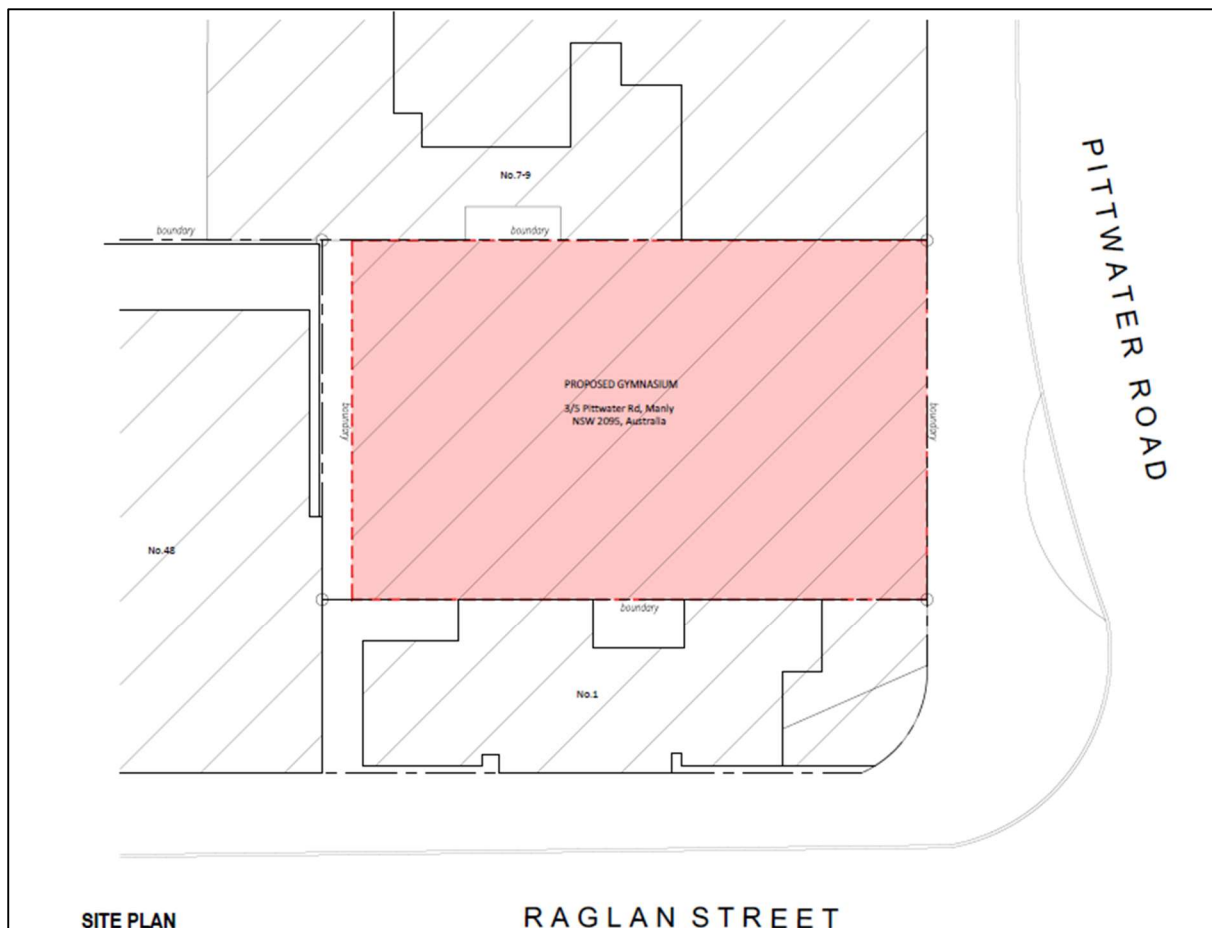 No.7-9
boundary
boundary
PITTWATER ROAD
PROPOSED GYMNASIUM
3/5 Pittwater Rd, Manly
NSW 2095, Australia
boundary
boundary
No.48
boundary
No.1
SITE PLAN
RAGLAN STREET